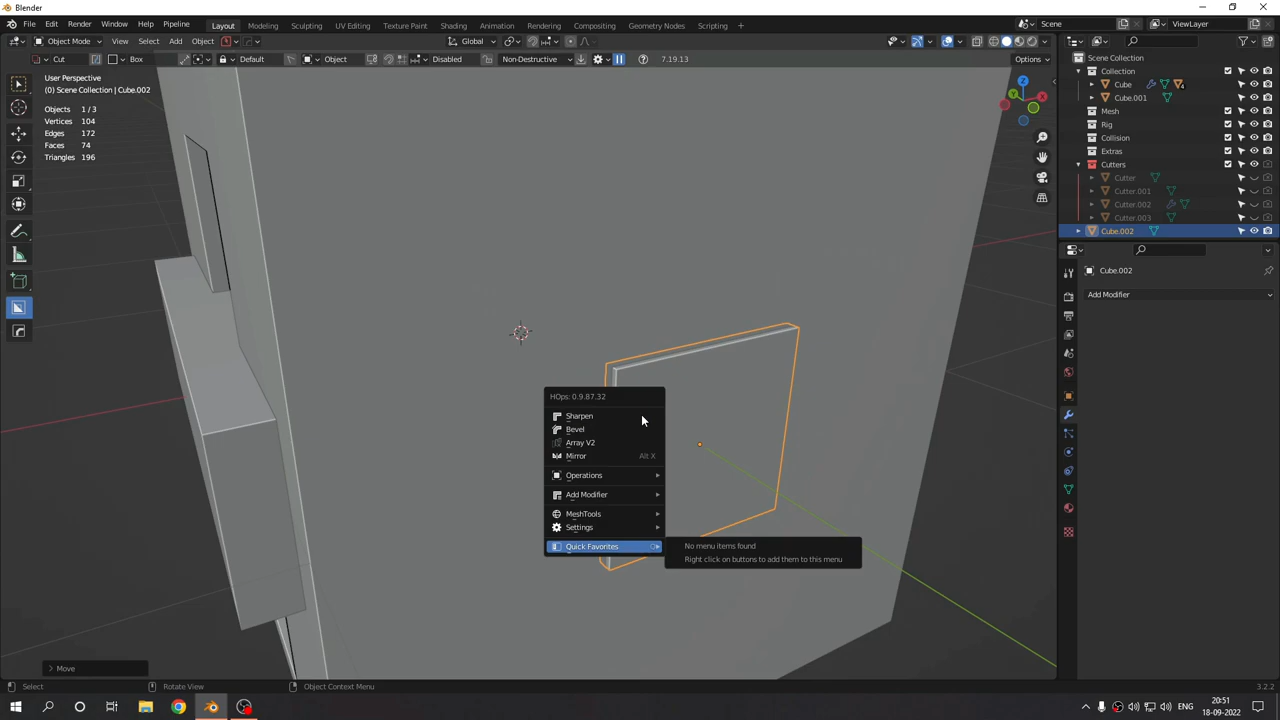 Blender
File Edit Render Window Help Pipeline Layout Modeling Sculpting UV Editing Texture Paint Shading Animation Rendering Compositing Geometry Nodes Scripting + Scene ViewLayer
Object Mode View Select Add Object Global
Cut Box Default Object Disabled Non-Destructive 7.19.13 Options
User Perspective
(0) Scene Collection | Cube.002
Objects 1 / 3
Vertices 104
Edges 172
Faces 74
Triangles 196
Z
Y
X
Scene Collection
Collection
Cube 4
Cube.001
Mesh
Rig
Collision
Extras
Cutters
Cutter
Cutter.001
Cutter.002
Cutter.003
Cube.002
Cube.002
Add Modifier
HOps: 0.9.87.32
Sharpen
Bevel
Array V2
Mirror Alt X
Operations
Add Modifier
MeshTools
Settings
Quick Favorites
No menu items found
Right click on buttons to add them to this menu
Move
Select Rotate View Object Context Menu 3.2.2
ENG
20:51
18-09-2022